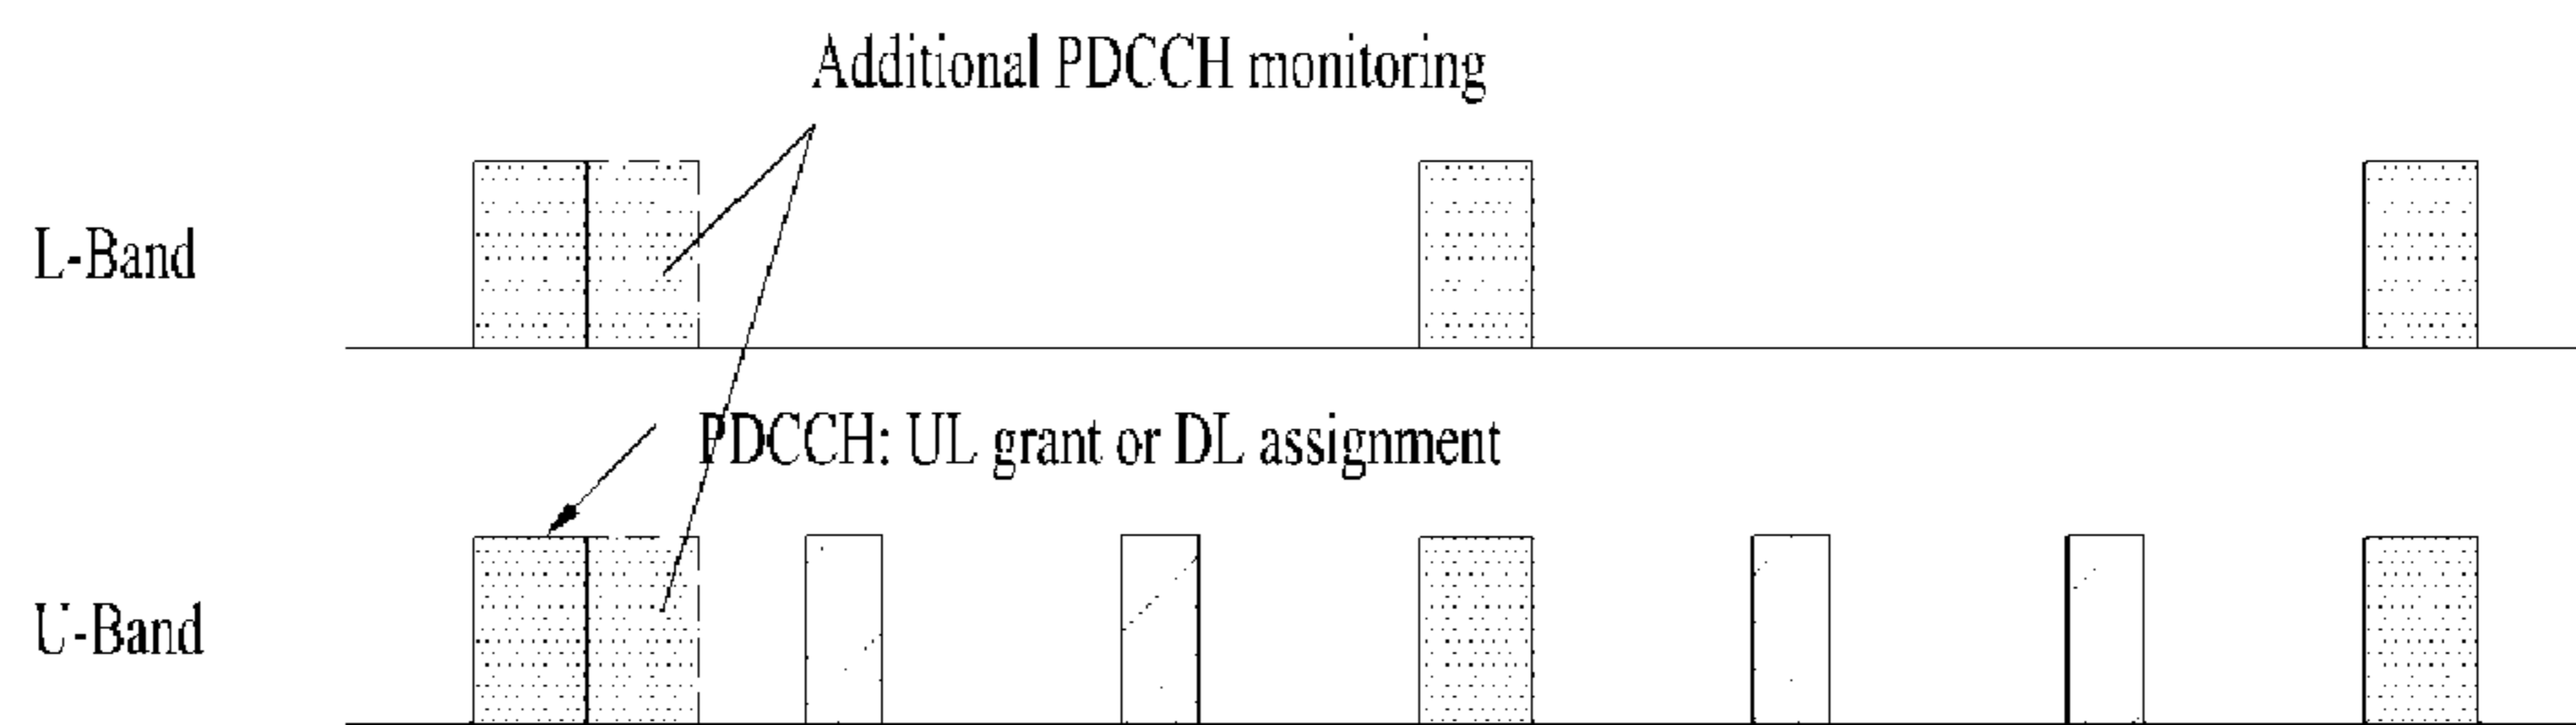 Additional PDCCH monitoring
L-Band
PDCCH: UL grant or DL assignment
U-Band